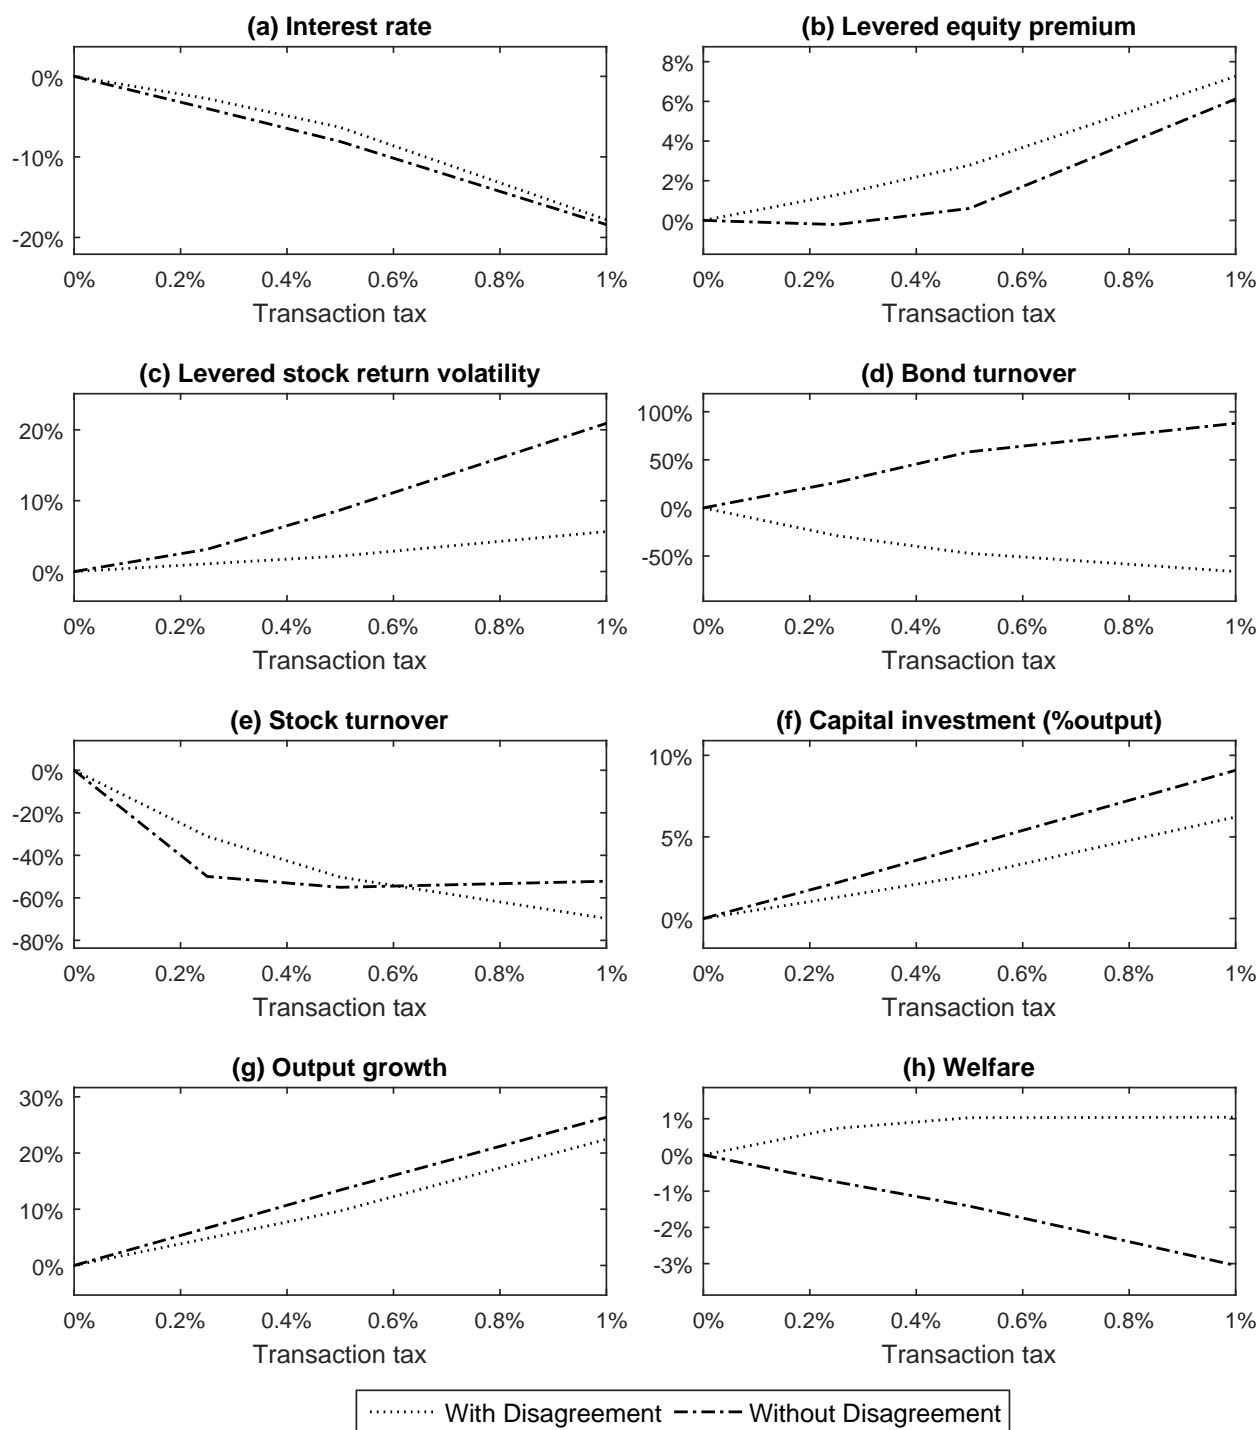 (a) Interest rate
0%
-10%
-20%
0% 0.2% 0.4% 0.6% 0.8% 1%
Transaction tax
(b) Levered equity premium
8%
6%
4%
2%
0%
0% 0.2% 0.4% 0.6% 0.8% 1%
Transaction tax
(c) Levered stock return volatility
20%
10%
0%
0% 0.2% 0.4% 0.6% 0.8% 1%
Transaction tax
(d) Bond turnover
100%
50%
0%
-50%
0% 0.2% 0.4% 0.6% 0.8% 1%
Transaction tax
(e) Stock turnover
0%
-20%
-40%
-60%
-80%
0% 0.2% 0.4% 0.6% 0.8% 1%
Transaction tax
(f) Capital investment (%output)
10%
5%
0%
0% 0.2% 0.4% 0.6% 0.8% 1%
Transaction tax
(g) Output growth
30%
20%
10%
0%
0% 0.2% 0.4% 0.6% 0.8% 1%
Transaction tax
(h) Welfare
1%
0%
-1%
-2%
-3%
0% 0.2% 0.4% 0.6% 0.8% 1%
Transaction tax
With Disagreement Without Disagreement